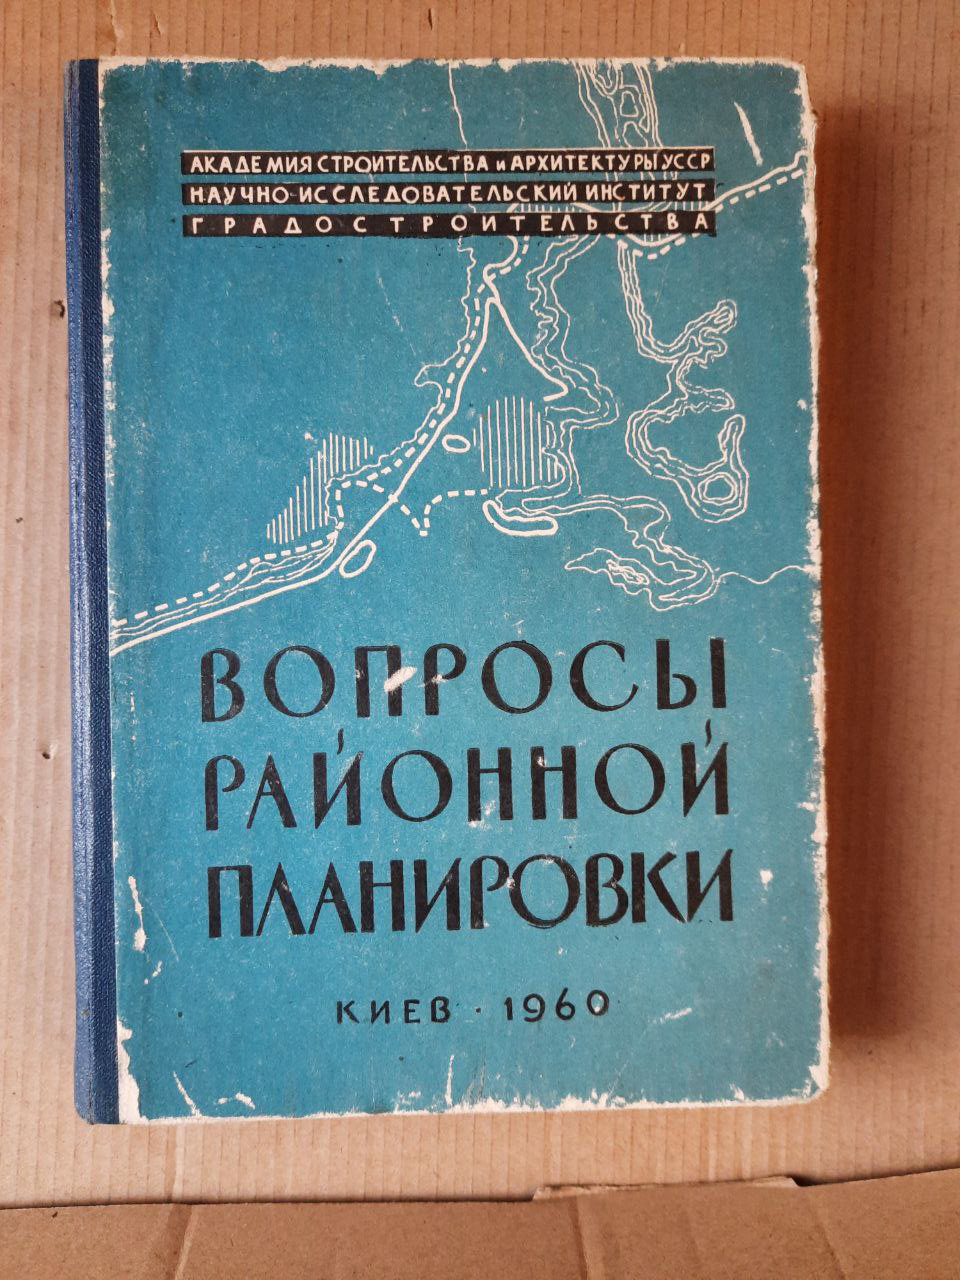 АКАДЕМИЯ СТРОИТЕЛЬСТВА и АРХИТЕКТУРЫ УССР
НАУЧНО-ИССЛЕДОВАТЕЛЬСКИЙ ИНСТИТУТ
ГРАДОСТРОИТЕЛЬСТВА
ВОПРОСЫ
РАЙОННОЙ
ПЛАНИРОВКИ
КИЕВ · 1960